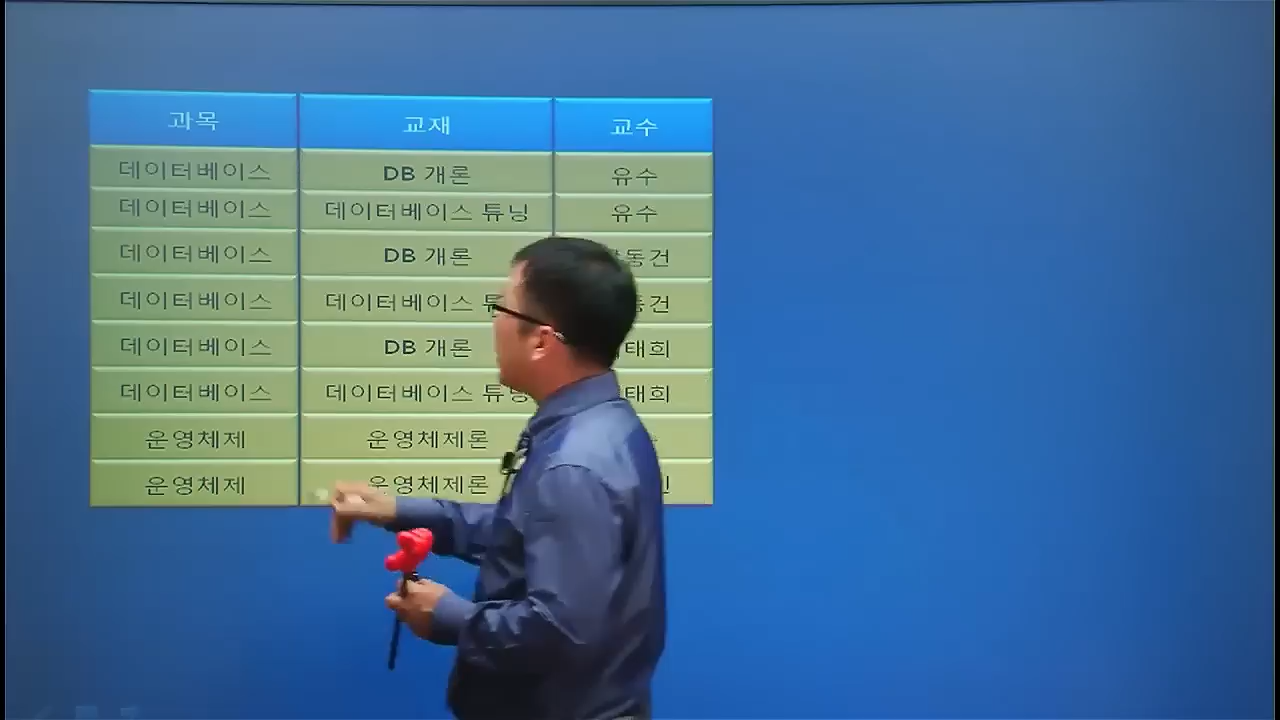 과목 교재 교수
데이터베이스 DB 개론 유수
데이터베이스 데이터베이스 튜닝 유수
데이터베이스 DB 개론 동건
데이터베이스 데이터베이스
데이터베이스 DB 개론 태희
데이터베이스 데이터베이스 튜닝 태희
운영체제 운영체제론
운영체제 운영체제론